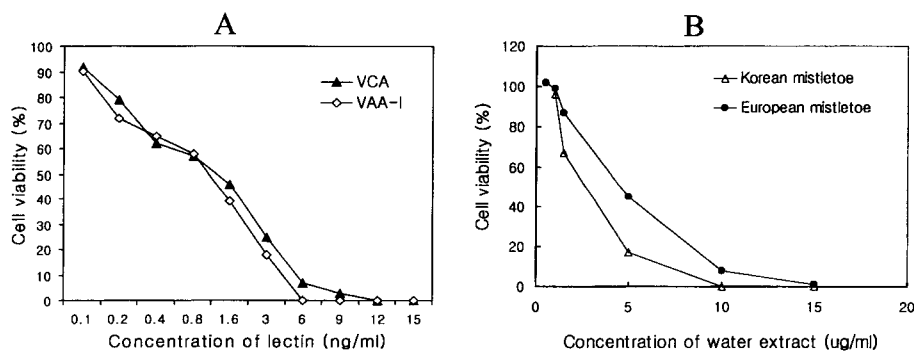 A
100
90
80
70
60
50
40
30
20
10
0
Cell viability (%)
VCA
VAA-I
0.1 0.2 0.4 0.8 1.6 3 6 9 12 15
Concentration of lectin (ng/ml)
B
120
100
80
60
40
20
0
Cell viability (%)
Korean mistletoe
European mistletoe
0 5 10 15 20
Concentration of water extract (ug/ml)